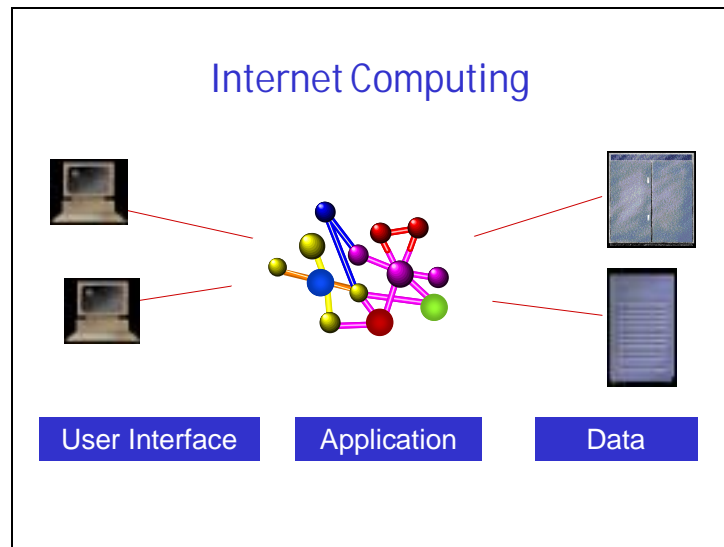 Internet Computing
User Interface
Application
Data